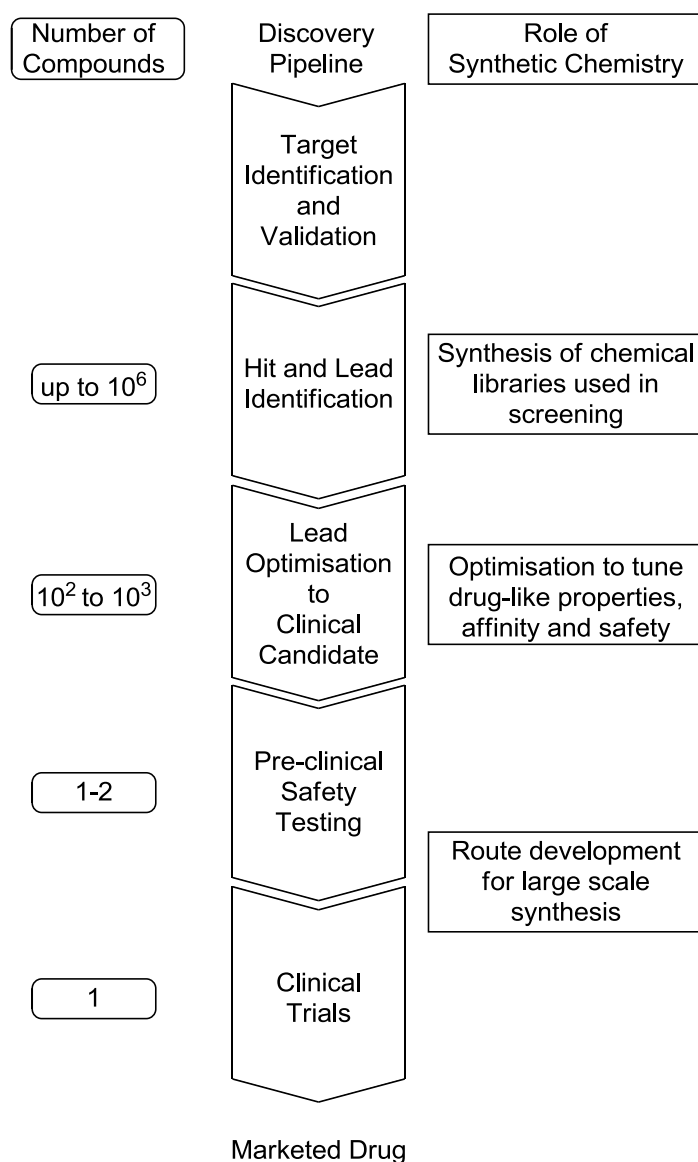 Number of
Compounds
Discovery
Pipeline
Role of
Synthetic Chemistry
Target
Identification
and
Validation
up to 10⁶
Hit and Lead
Identification
Synthesis of chemical
libraries used in
screening
10² to 10³
Lead
Optimisation
to
Clinical
Candidate
Optimisation to tune
drug-like properties,
affinity and safety
1-2
Pre-clinical
Safety
Testing
Route development
for large scale
synthesis
1
Clinical
Trials
Marketed Drug